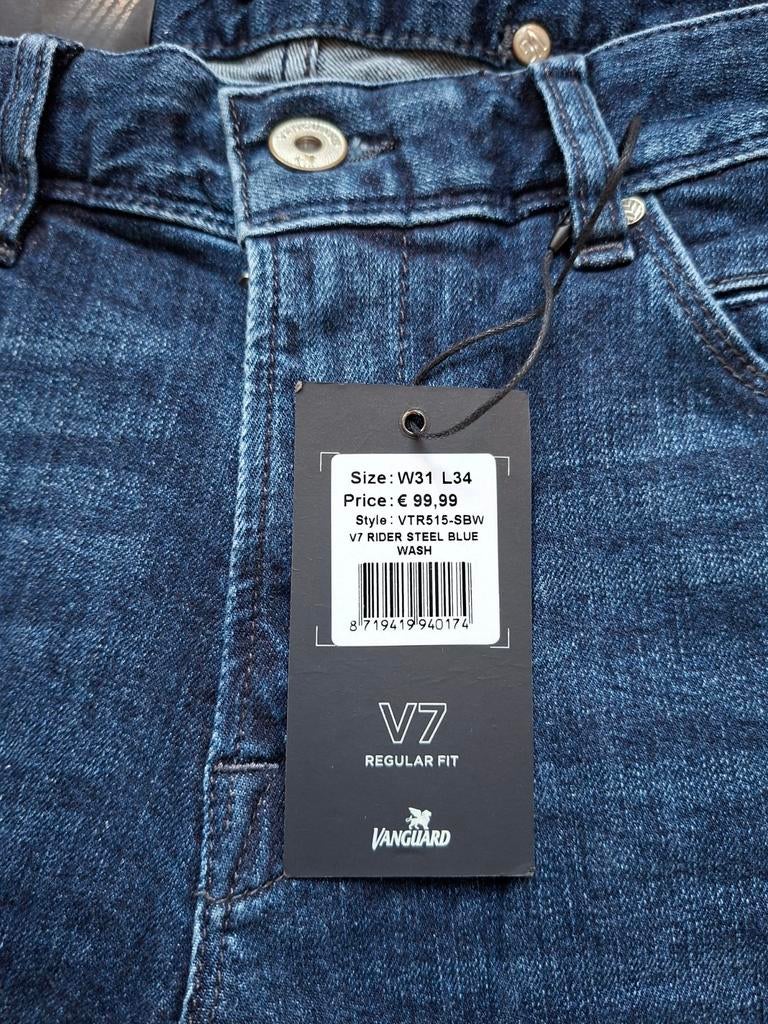 Size: W31 L34
Price: € 99,99
Style: VTR515-SBW
V7 RIDER STEEL BLUE
WASH
8 719419 940174
V7
REGULAR FIT
VANGUARD